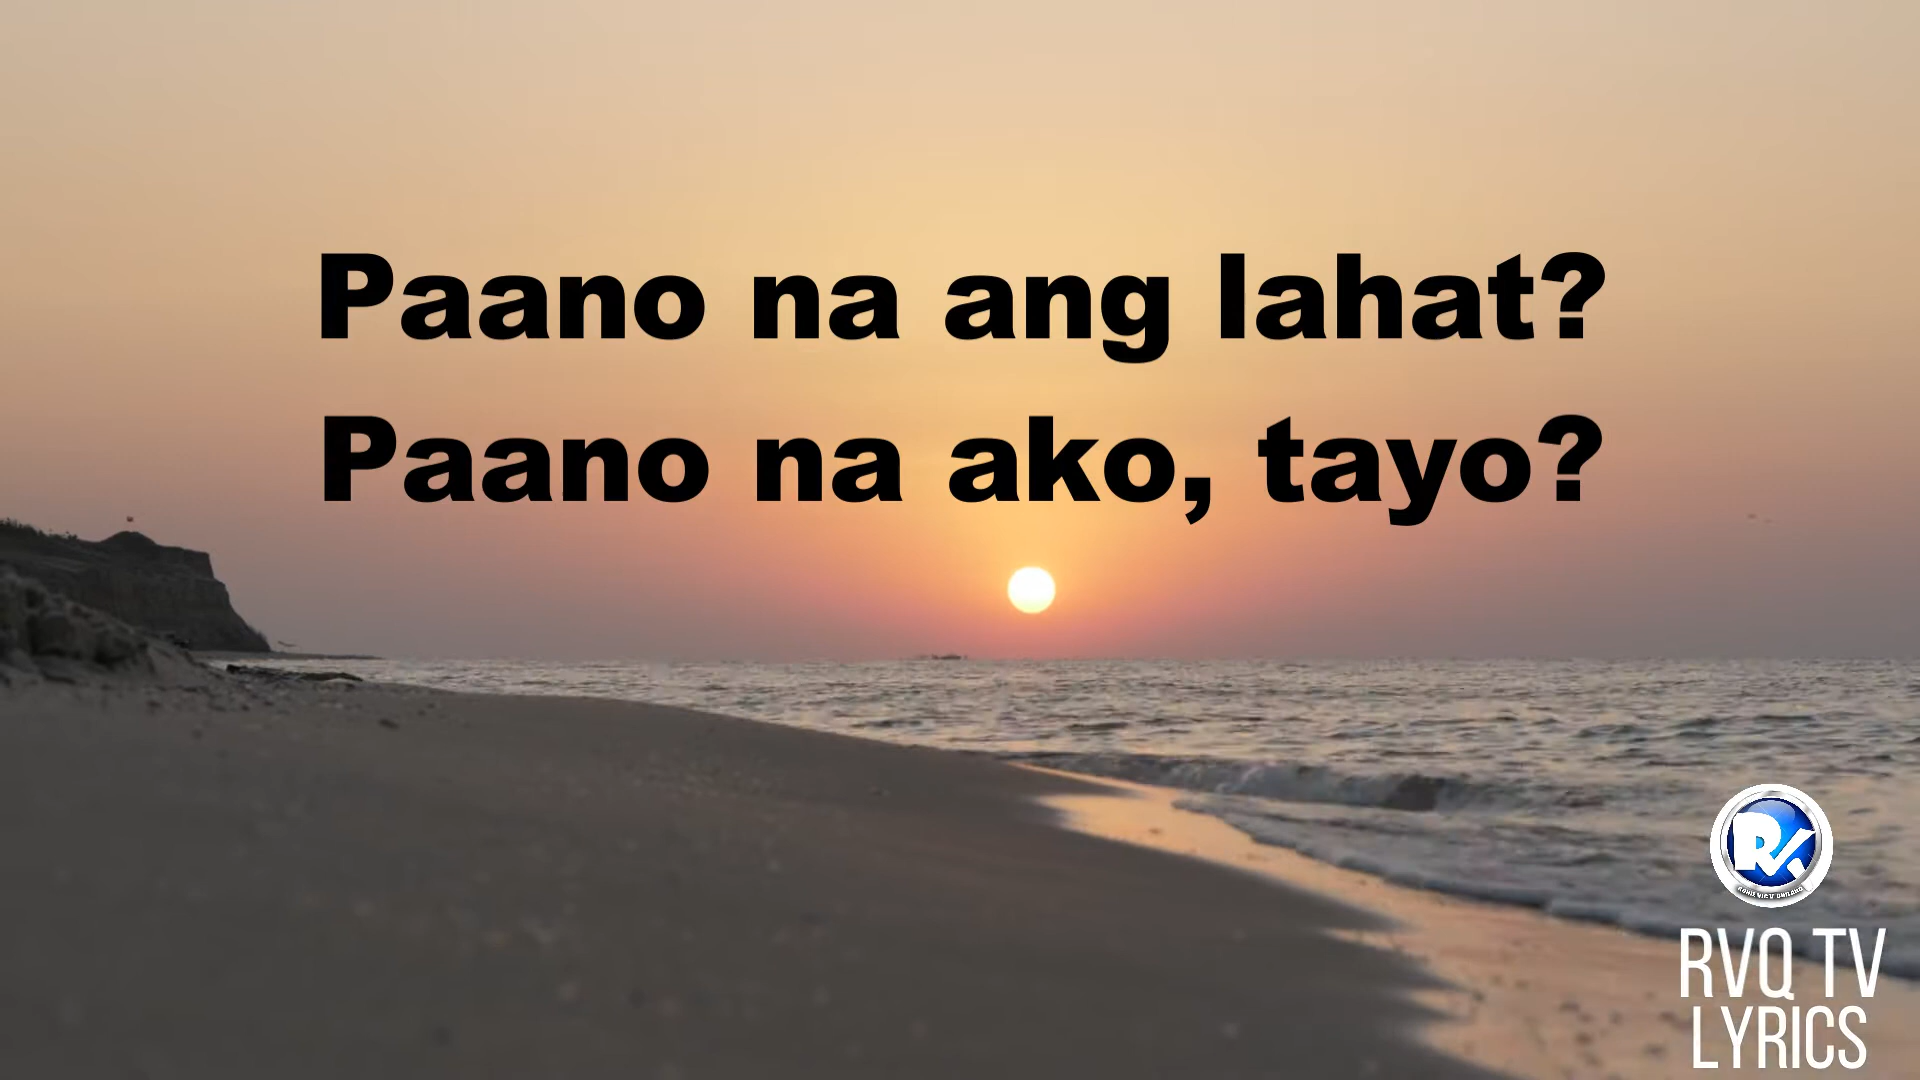 Paano na ang lahat?
Paano na ako, tayo?
RVQ TV
LYRICS